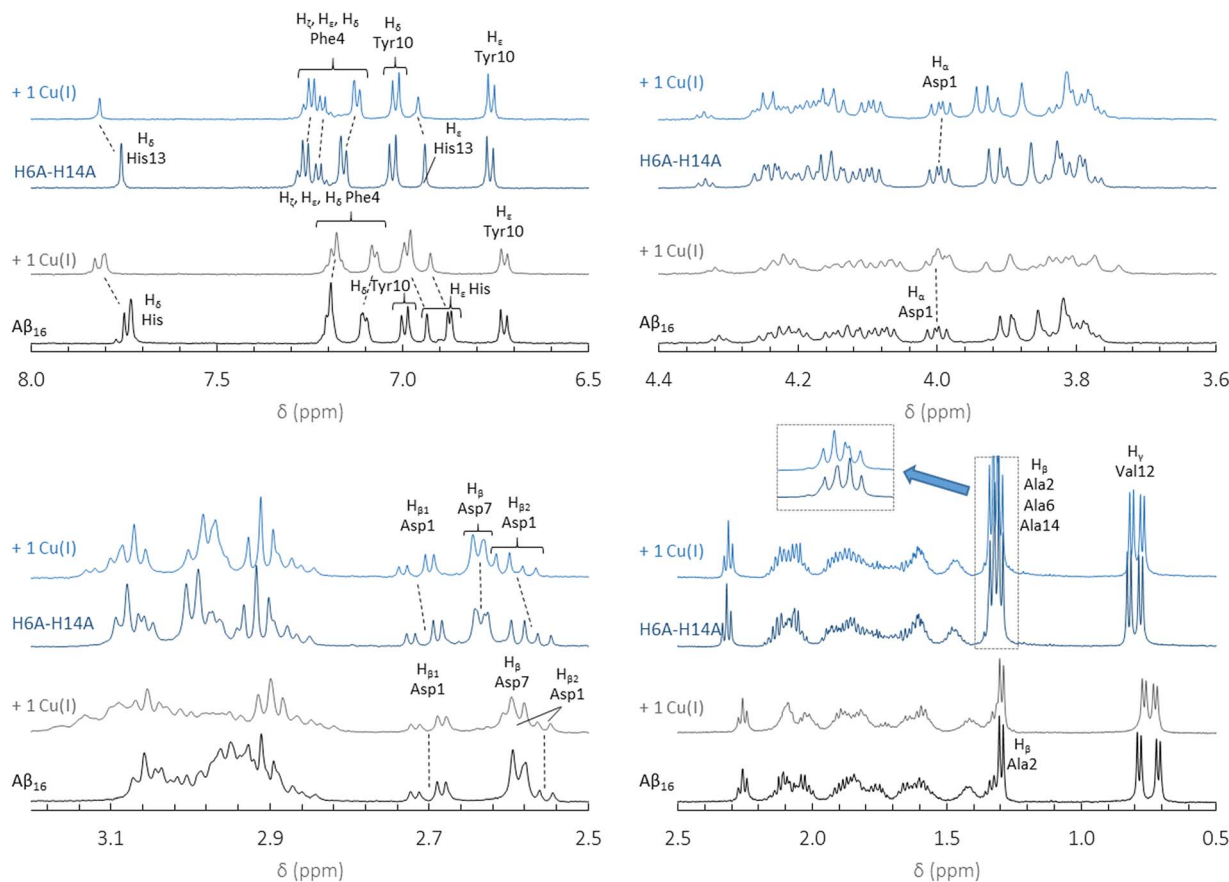 Hζ, Hε, Hδ
Phe4
Hδ
Tyr10
Hε
Tyr10
+ 1 Cu(I)
Hδ
His13
Hε
His13
H6A-H14A
Hζ, Hε, Hδ Phe4
Hε
Tyr10
+ 1 Cu(I)
Hδ
His
Hδ Tyr10
Hε His
Aβ16
8.0 7.5 7.0 6.5
δ (ppm)
Hα
Asp1
+ 1 Cu(I)
H6A-H14A
+ 1 Cu(I)
Hα
Asp1
Aβ16
4.4 4.2 4.0 3.8 3.6
δ (ppm)
Hβ1
Asp1
Hβ
Asp7
Hβ2
Asp1
+ 1 Cu(I)
H6A-H14A
Hβ1
Asp1
Hβ
Asp7
Hβ2
Asp1
+ 1 Cu(I)
Aβ16
3.1 2.9 2.7 2.5
δ (ppm)
Hβ
Ala2
Ala6
Ala14
Hγ
Val12
+ 1 Cu(I)
H6A-H14A
+ 1 Cu(I)
Hβ
Ala2
Aβ16
2.5 2.0 1.5 1.0 0.5
δ (ppm)